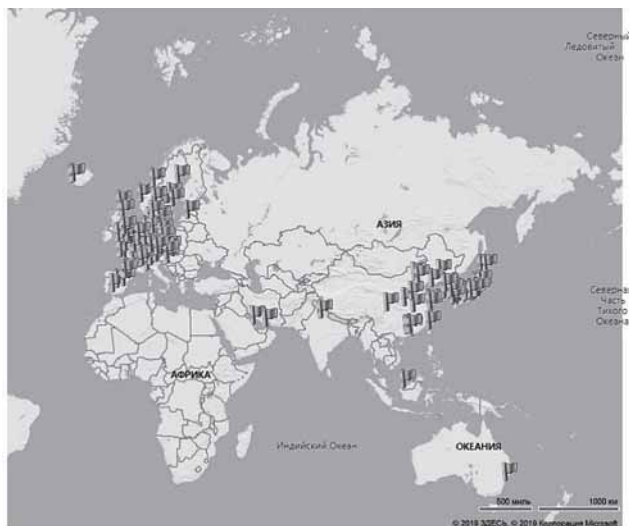 Северный
Ледовитый
Океан
АЗИЯ
Северная
Часть
Тихого
Океана
АФРИКА
Индийский Океан
ОКЕАНИЯ
500 миль 1000 км
© 2019 ЗДЕСЬ, © 2019 Корпорация Microsoft